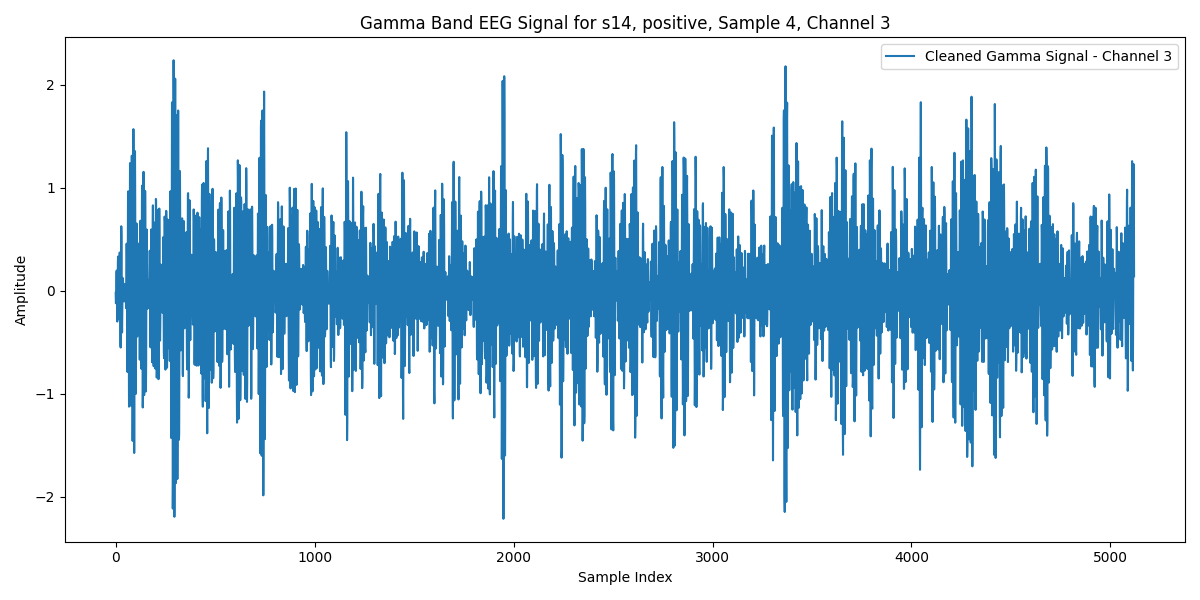 Gamma Band EEG Signal for s14, positive, Sample 4, Channel 3
Cleaned Gamma Signal - Channel 3
Amplitude
2
1
0
−1
−2
0 1000 2000 3000 4000 5000
Sample Index